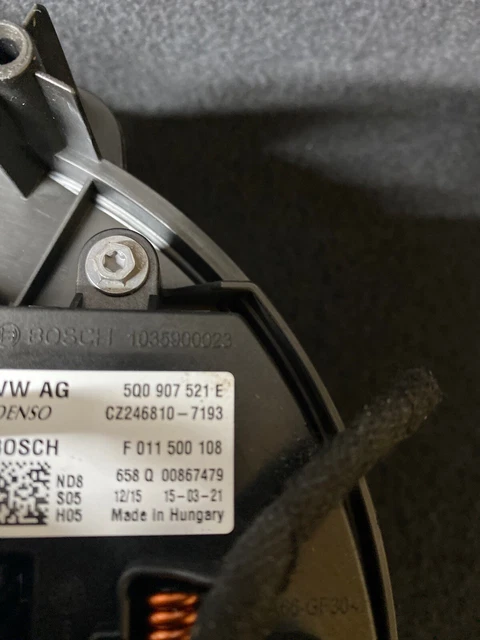 BOSCH 1035900023
VW AG 5Q0 907 521 E
DENSO CZ246810-7193
BOSCH F 011 500 108
658 Q 00867479
ND8
S05 12/15 15-03-21
H05 Made in Hungary